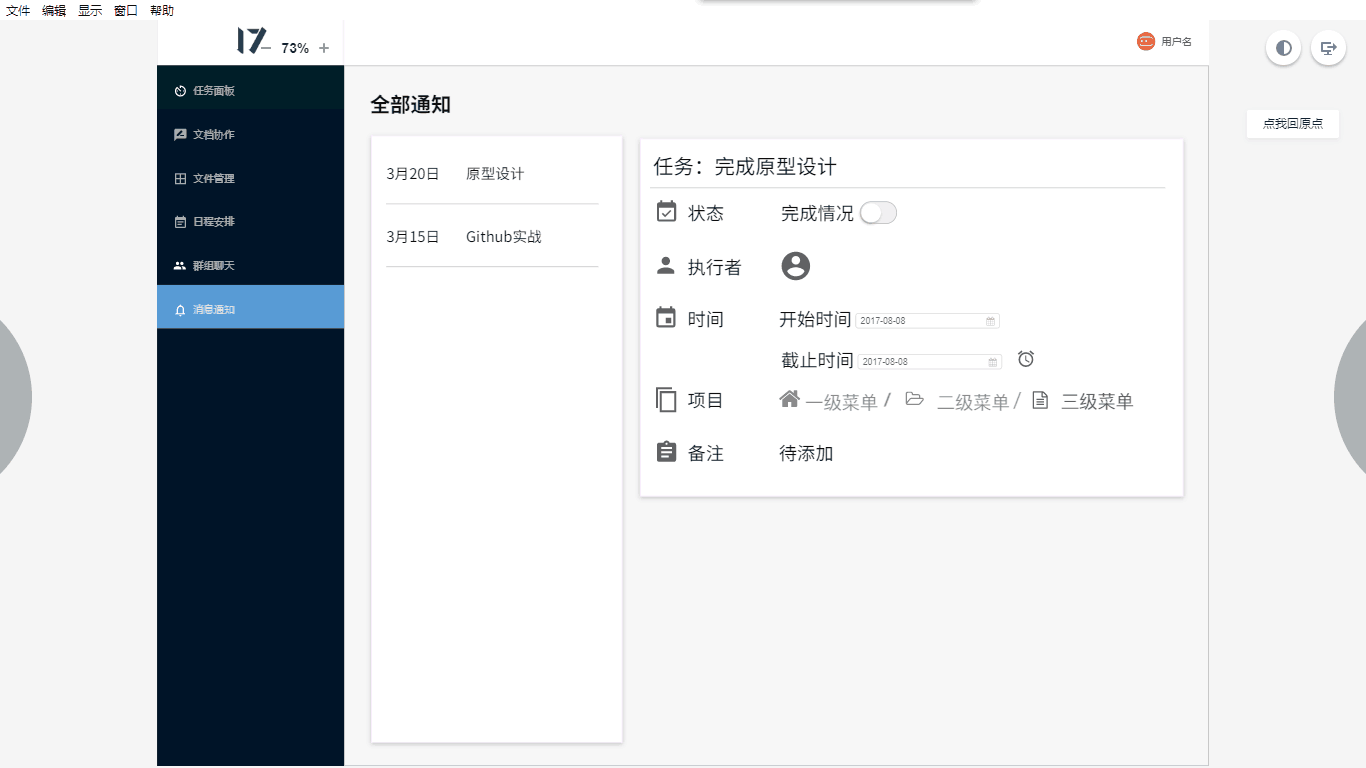 文件 编辑 显示 窗口 帮助
17 − 73% +
用户名
点我回原点
任务面板
文档协作
文件管理
日程安排
群组聊天
消息通知
全部通知
3月20日 原型设计
3月15日 Github实战
任务：完成原型设计
状态 完成情况
执行者
时间 开始时间 2017-08-08
截止时间 2017-08-08
项目 一级菜单 / 二级菜单 / 三级菜单
备注 待添加